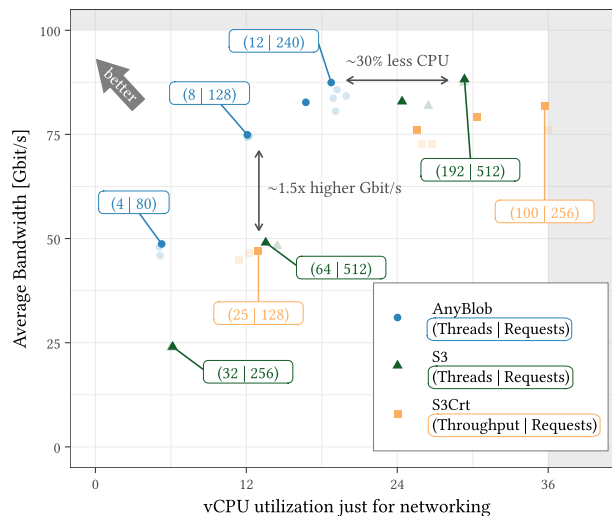 100
75
50
25
0
0
12
24
36
Average Bandwidth [Gbit/s]
vCPU utilization just for networking
better
(12 | 240)
~30% less CPU
(8 | 128)
(192 | 512)
~1.5x higher Gbit/s
(4 | 80)
(100 | 256)
(64 | 512)
(25 | 128)
(32 | 256)
AnyBlob
(Threads | Requests)
S3
(Threads | Requests)
S3Crt
(Throughput | Requests)